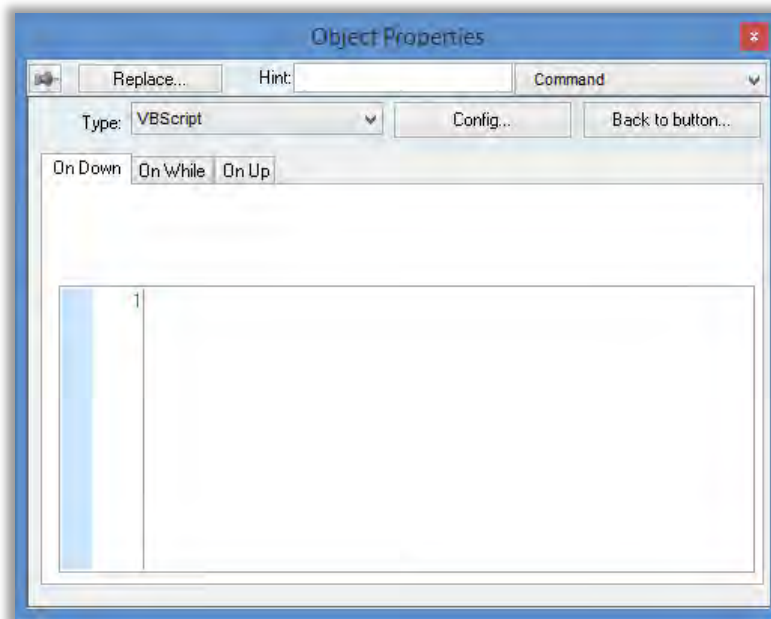 Object Properties
Replace... Hint: Command
Type: VBScript Config... Back to button...
On Down On While On Up
1